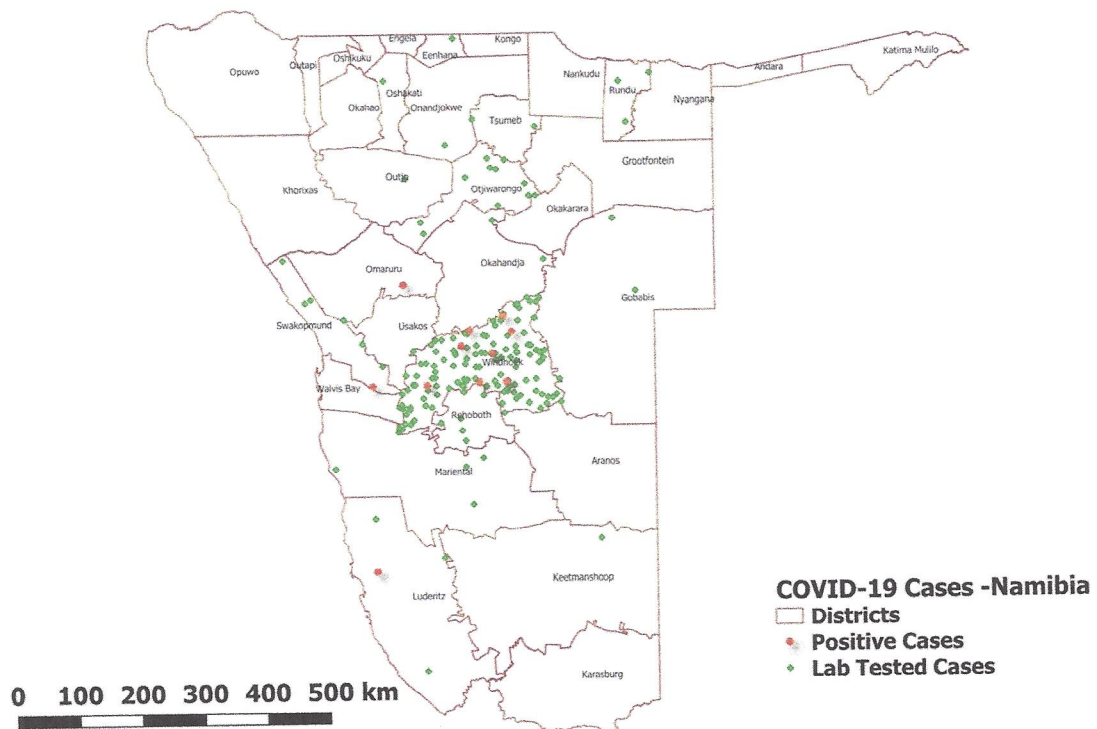 Engela
Kongo
Eenhana
Oshikuku
Outapi
Opuwo
Oshakati
Okahao
Onandjokwe
Nankudu
Rundu
Nyangana
Andara
Katima Mulilo
Tsumeb
Grootfontein
Khorixas
Outjo
Otjiwarongo
Okakarara
Omaruru
Okahandja
Gobabis
Swakopmund
Usakos
Windhoek
Walvis Bay
Rehoboth
Mariental
Aranos
Luderitz
Keetmanshoop
Karasburg
COVID-19 Cases -Namibia
Districts
Positive Cases
Lab Tested Cases
0 100 200 300 400 500 km